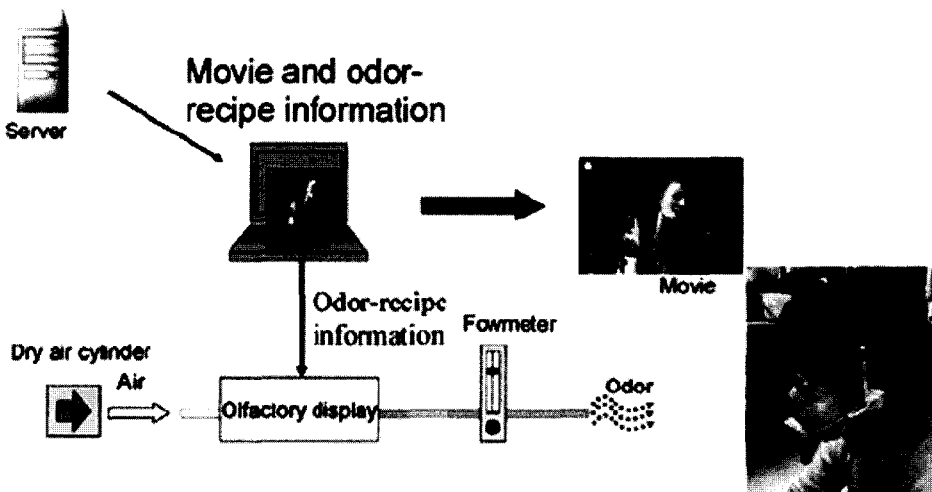 Server
Movie and odor-
recipe information
Movie
Odor-recipe
information
Fowmeter
Dry air cylinder
Air
Olfactory display
Odor